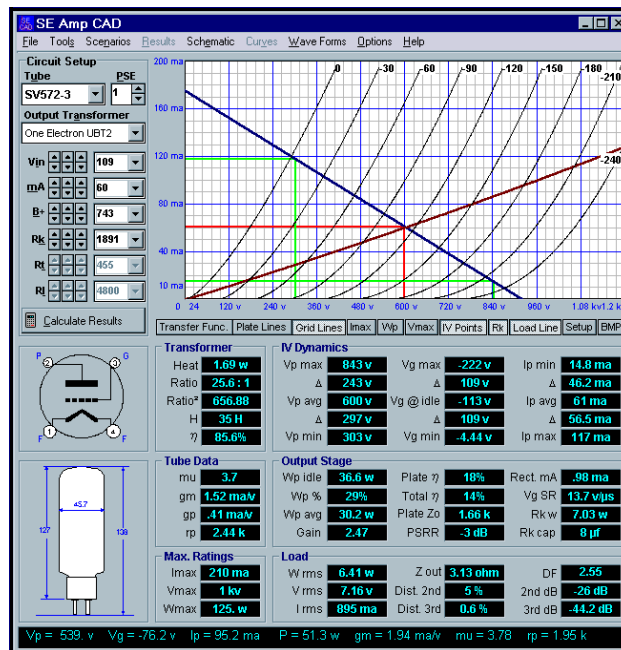 SE Amp CAD
File Tools Scenarios Results Schematic Curves Wave Forms Options Help
Circuit Setup
Tube PSE
SV572-3 1
Output Transformer
One Electron UBT2
Vin 109
mA 60
B+ 743
Rk 1891
Rt 455
Rl 4800
Calculate Results
200 ma
160 ma
120 ma
80 ma
40 ma
10 ma
0 -30 -60 -90 -120 -150 -180 -210
-240
0 24 120 v 240 v 360 v 480 v 600 v 720 v 840 v 960 v 1.08 kv 1.2 k
Transfer Func. Plate Lines Grid Lines Imax Wp Vmax IV Points Rk Load Line Setup BMP
P 2 3 G
F 1 4 F
45.7
127
138
Transformer
Heat 1.69 w
Ratio 25.6 : 1
Ratio² 656.88
H 35 H
η 85.6%
IV Dynamics
Vp max 843 v Vg max -222 v Ip min 14.8 ma
Δ 243 v Δ 109 v Δ 46.2 ma
Vp avg 600 v Vg @ idle -113 v Ip avg 61 ma
Δ 297 v Δ 109 v Δ 56.5 ma
Vp min 303 v Vg min -4.44 v Ip max 117 ma
Tube Data
mu 3.7
gm 1.52 ma/v
gp .41 ma/v
rp 2.44 k
Output Stage
Wp idle 36.6 w Plate η 18% Rect. mA .98 ma
Wp % 29% Total η 14% Vg SR 13.7 v/µs
Wp avg 30.2 w Plate Zo 1.66 k Rk w 7.03 w
Gain 2.47 PSRR -3 dB Rk cap 8 µf
Max. Ratings
Imax 210 ma
Vmax 1 kv
Wmax 125. w
Load
W rms 6.41 w Z out 3.13 ohm DF 2.55
V rms 7.16 v Dist. 2nd 5 % 2nd dB -26 dB
I rms 895 ma Dist. 3rd 0.6 % 3rd dB -44.2 dB
Vp = 539. v Vg = -76.2 v Ip = 95.2 ma P = 51.3 w gm = 1.94 ma/v mu = 3.78 rp = 1.95 k